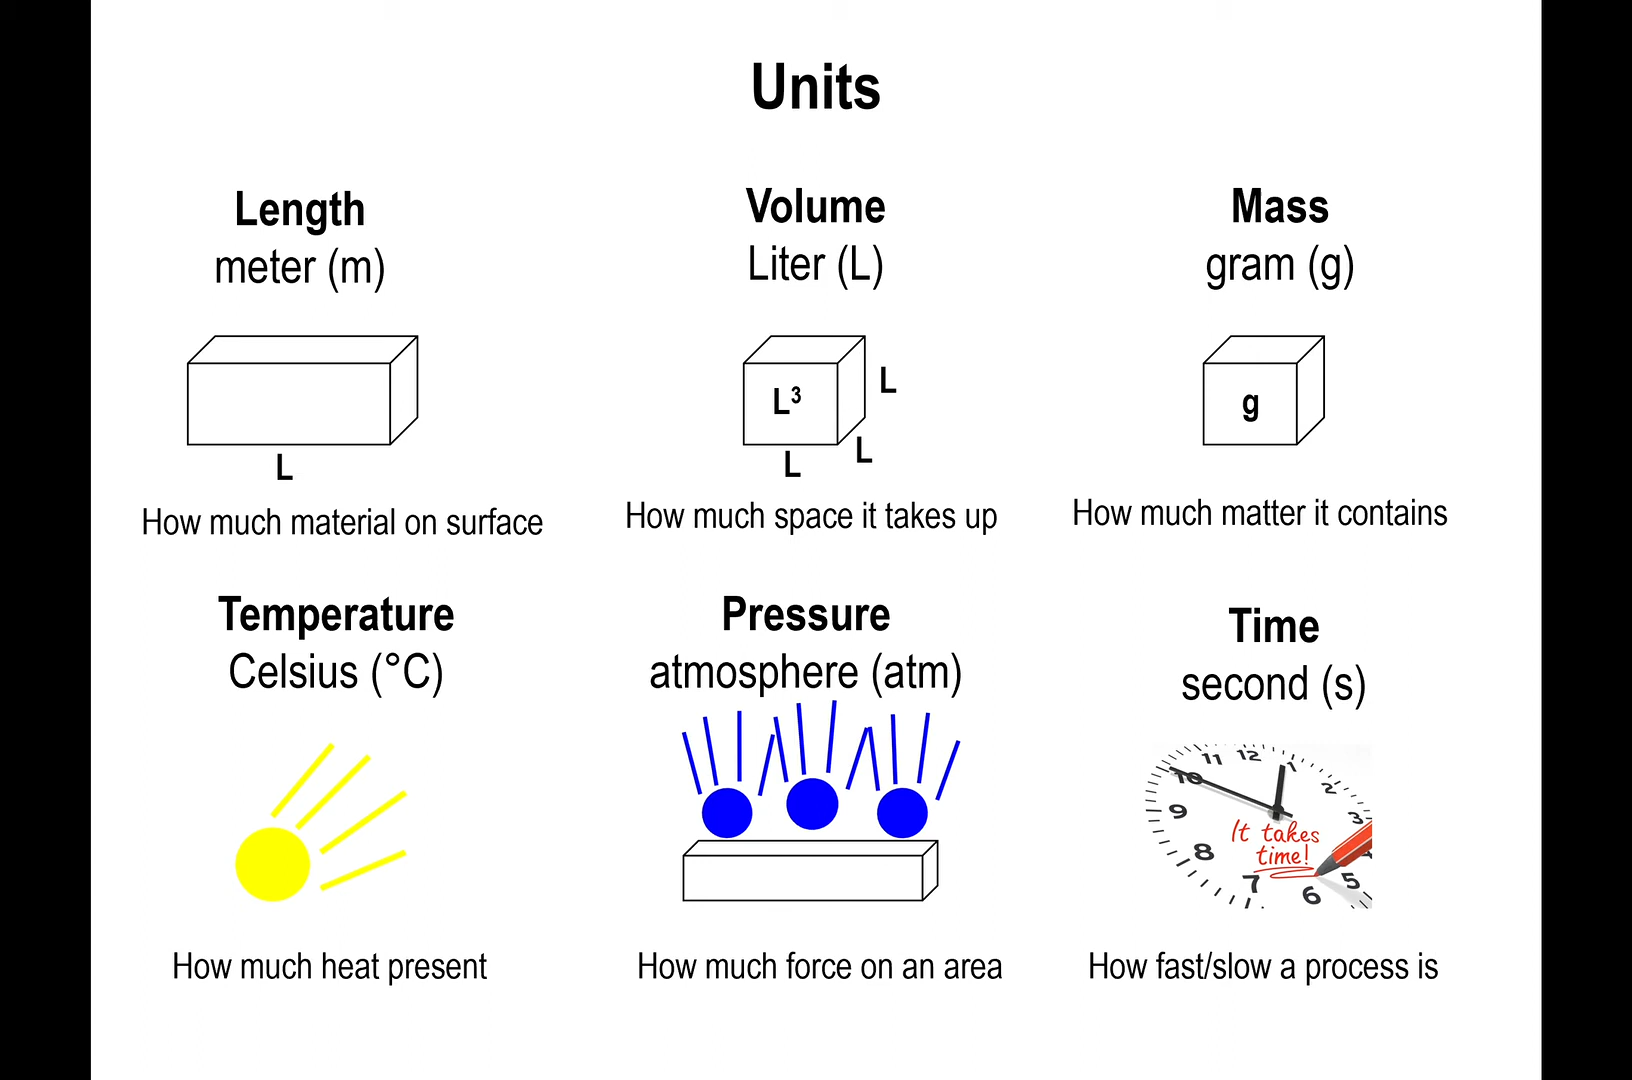 Units
Length
meter (m)
L
How much material on surface
Volume
Liter (L)
L³
L
L
L
How much space it takes up
Mass
gram (g)
g
How much matter it contains
Temperature
Celsius (°C)
How much heat present
Pressure
atmosphere (atm)
How much force on an area
Time
second (s)
11 12 1
10 2
9 3
8
7 6 5
It takes
time!
How fast/slow a process is